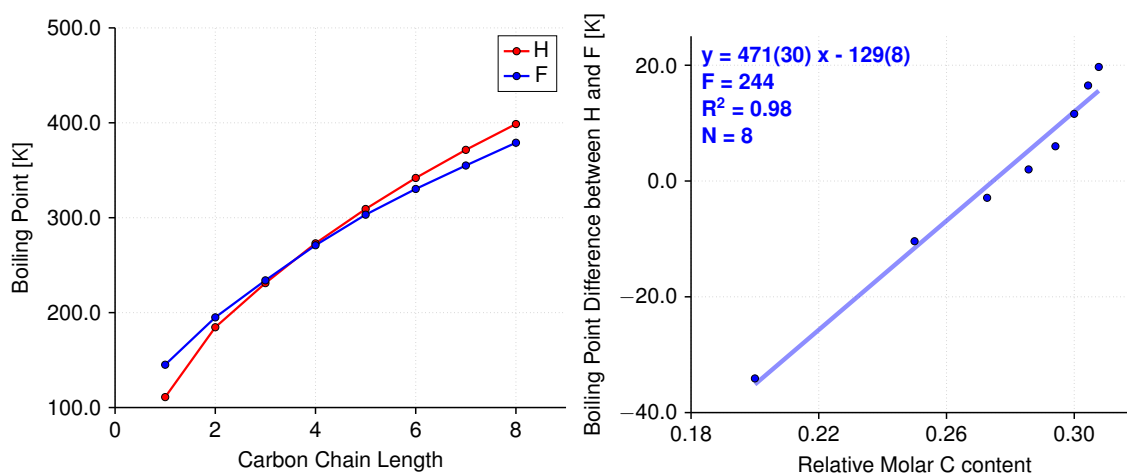 500.0
400.0
300.0
200.0
100.0
0
2
4
6
8
Boiling Point [K]
Carbon Chain Length
H
F
20.0
0.0
−20.0
−40.0
0.18
0.22
0.26
0.30
Boiling Point Difference between H and F [K]
Relative Molar C content
y = 471(30) x - 129(8)
F = 244
R² = 0.98
N = 8